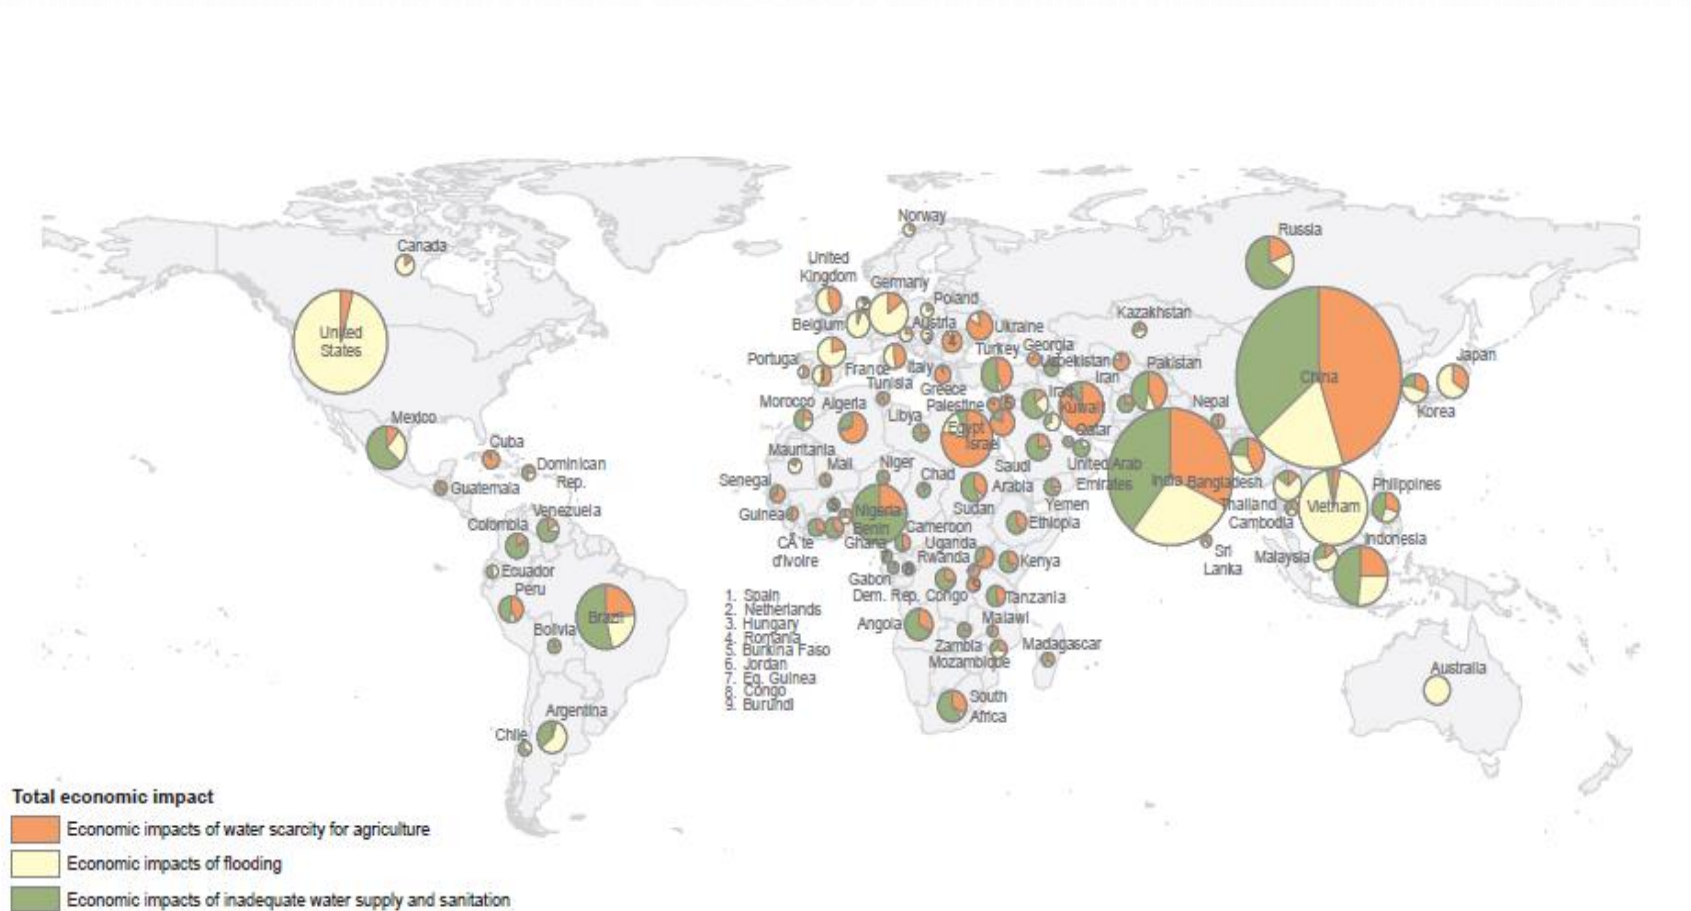 Norway
Russia
Canada
United
Kingdom
Germany
Poland
Kazakhstan
Belgium
Austria
Ukraine
United
States
Georgia
Turkey
Uzbekistan
Pakistan
Japan
Portugal
France
Italy
Iran
China
Tunisia
Greece
Korea
Morocco
Algeria
Palestine
Iraq
Kuwait
Nepal
Mexico
Libya
Egypt
Israel
Qatar
Cuba
Mauritania
Mali
Niger
Chad
Saudi
Arabia
United Arab
Emirates
Dominican
Rep.
Senegal
India
Bangladesh
Philippines
Guatemala
Sudan
Yemen
Thailand
Vietnam
Venezuela
Guinea
Nigeria
Colombia
Benin
Cameroon
Ethiopia
Cambodia
CÃ´te
d'Ivoire
Ghana
Uganda
Indonesia
Rwanda
Kenya
Sri
Lanka
Malaysia
Ecuador
Gabon
Peru
Dem. Rep. Congo
Tanzania
1. Spain
2. Netherlands
3. Hungary
4. Romania
5. Burkina Faso
6. Jordan
7. Eq. Guinea
8. Congo
9. Burundi
Brazil
Angola
Malawi
Bolivia
Zambia
Madagascar
Mozambique
Australia
South
Africa
Argentina
Chile
Total economic impact
Economic impacts of water scarcity for agriculture
Economic impacts of flooding
Economic impacts of inadequate water supply and sanitation